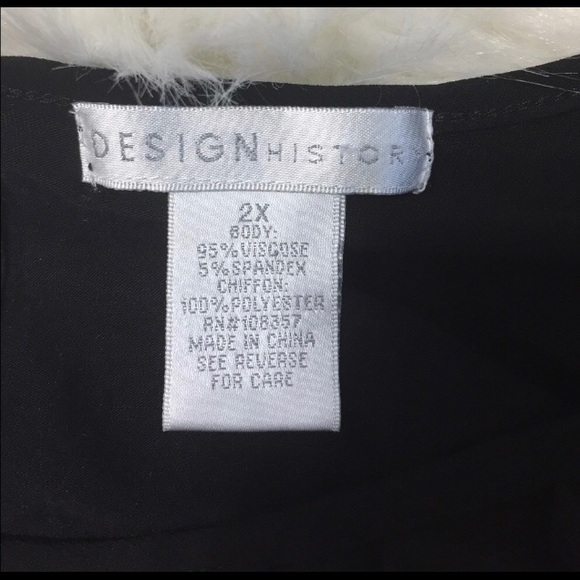 DESIGN HISTORY
2X
BODY:
95% VISCOSE
5% SPANDEX
CHIFFON:
100% POLYESTER
RN#106357
MADE IN CHINA
SEE REVERSE
FOR CARE